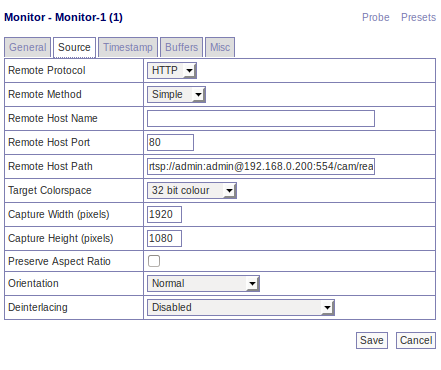 Monitor - Monitor-1 (1) Probe Presets
General Source Timestamp Buffers Misc
Remote Protocol HTTP
Remote Method Simple
Remote Host Name
Remote Host Port 80
Remote Host Path rtsp://admin:admin@192.168.0.200:554/cam/rea
Target Colorspace 32 bit colour
Capture Width (pixels) 1920
Capture Height (pixels) 1080
Preserve Aspect Ratio
Orientation Normal
Deinterlacing Disabled
Save Cancel